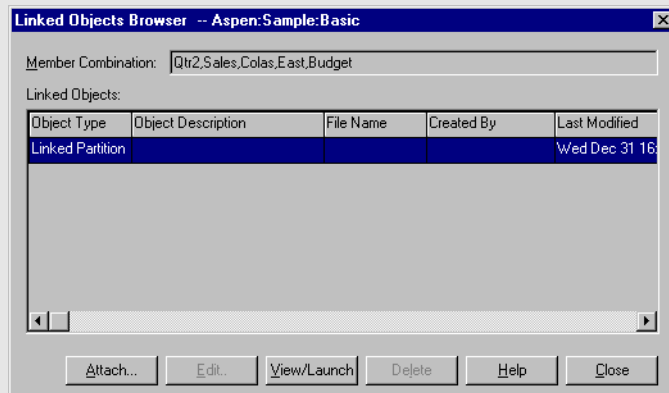 Linked Objects Browser -- Aspen:Sample:Basic
Member Combination: Qtr2,Sales,Colas,East,Budget
Linked Objects:
Object Type Object Description File Name Created By Last Modified
Linked Partition Wed Dec 31 16:
Attach... Edit.. View/Launch Delete Help Close